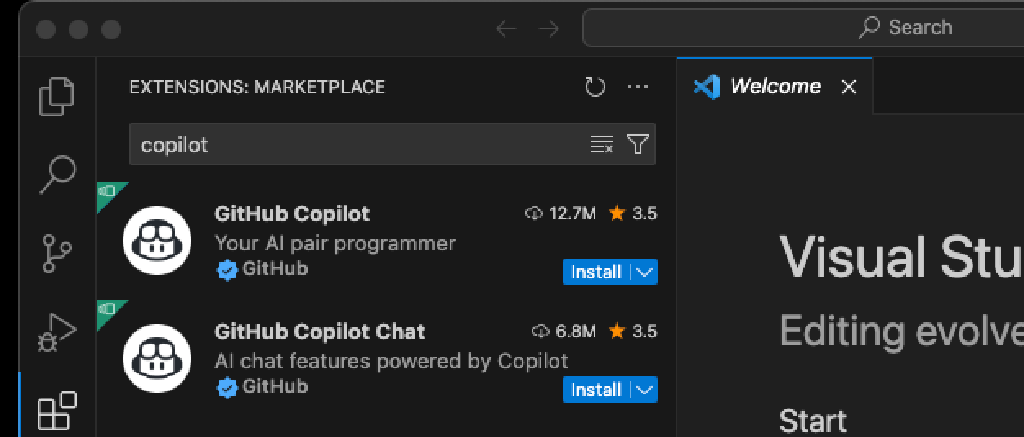 Search
EXTENSIONS: MARKETPLACE
Welcome
copilot
GitHub Copilot 12.7M 3.5
Your AI pair programmer
GitHub Install
GitHub Copilot Chat 6.8M 3.5
AI chat features powered by Copilot
GitHub Install
Visual Stu
Editing evolve
Start